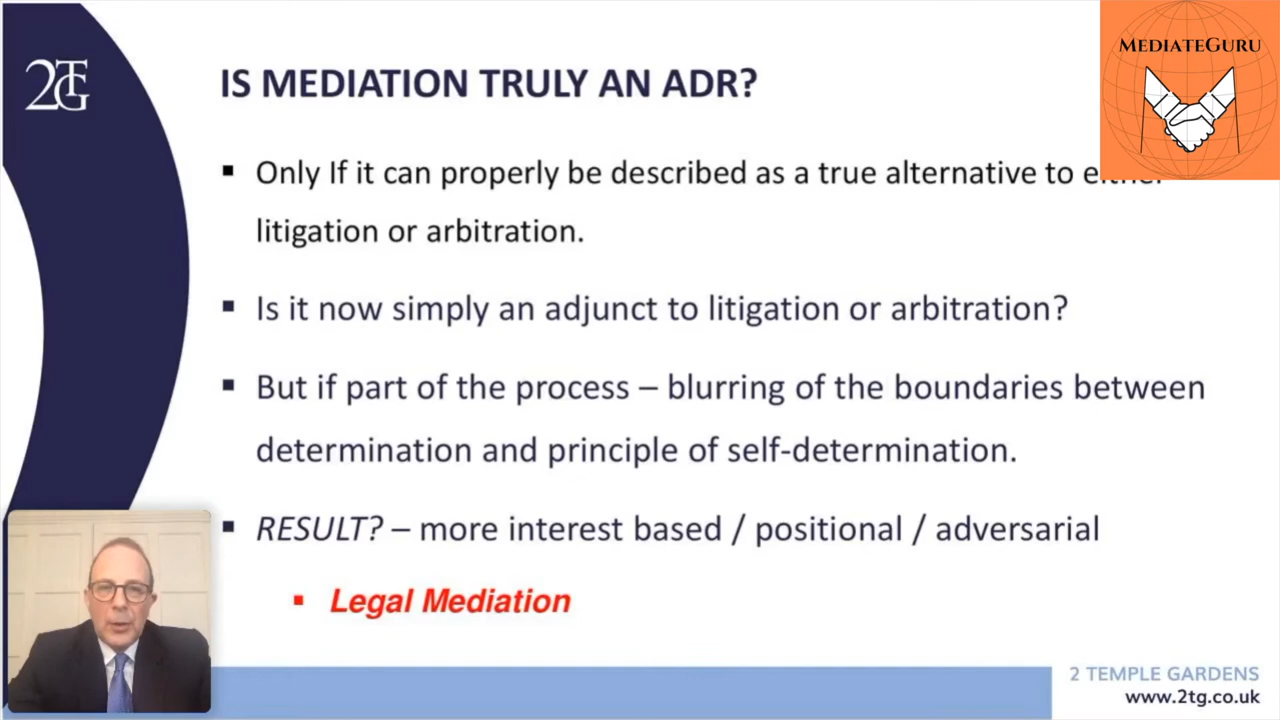 2TG
IS MEDIATION TRULY AN ADR?
MEDIATEGURU
▪ Only If it can properly be described as a true alternative to either
litigation or arbitration.
▪ Is it now simply an adjunct to litigation or arbitration?
▪ But if part of the process – blurring of the boundaries between
determination and principle of self-determination.
▪ RESULT? – more interest based / positional / adversarial
▪ Legal Mediation
2 TEMPLE GARDENS
www.2tg.co.uk